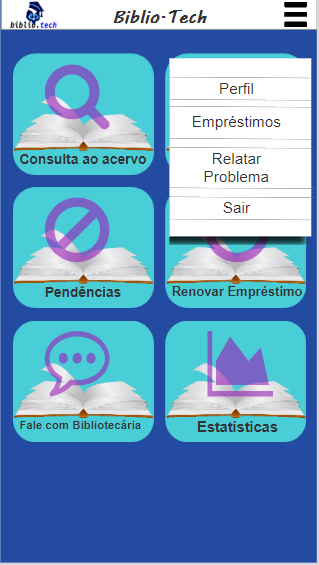 biblio.tech
Biblio·Tech
Perfil
Empréstimos
Relatar
Problema
Sair
Consulta ao acervo
Pendências
Renovar Empréstimo
Fale com Bibliotecária
Estatísticas